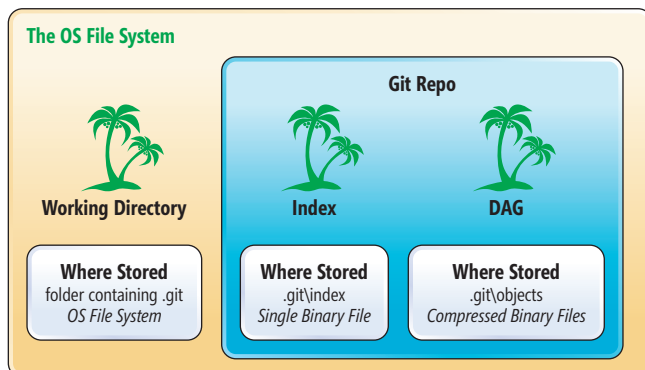 The OS File System
Git Repo
Working Directory
Index
DAG
Where Stored
folder containing .git
OS File System
Where Stored
.git\index
Single Binary File
Where Stored
.git\objects
Compressed Binary Files